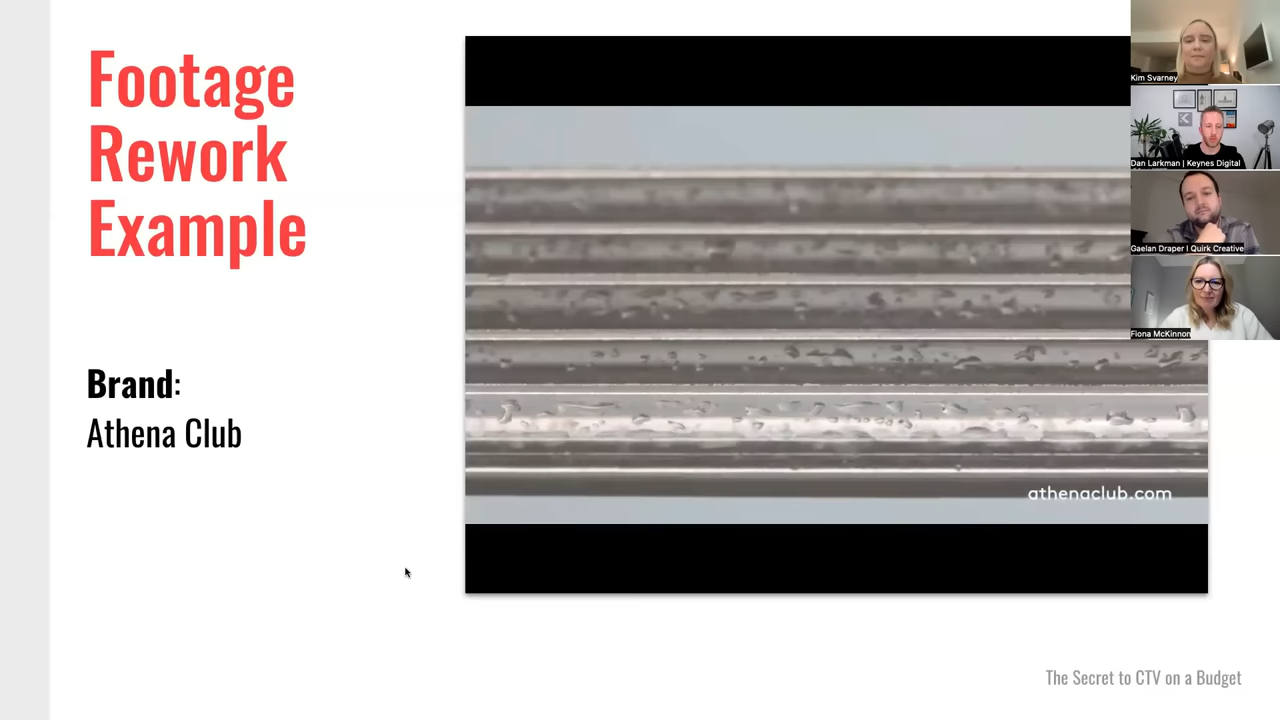 Footage
Rework
Example
Brand:
Athena Club
athenaclub.com
Kim Svarney
Dan Larkman | Keynes Digital
Gaelan Draper | Quirk Creative
Fiona McKinnon
The Secret to CTV on a Budget